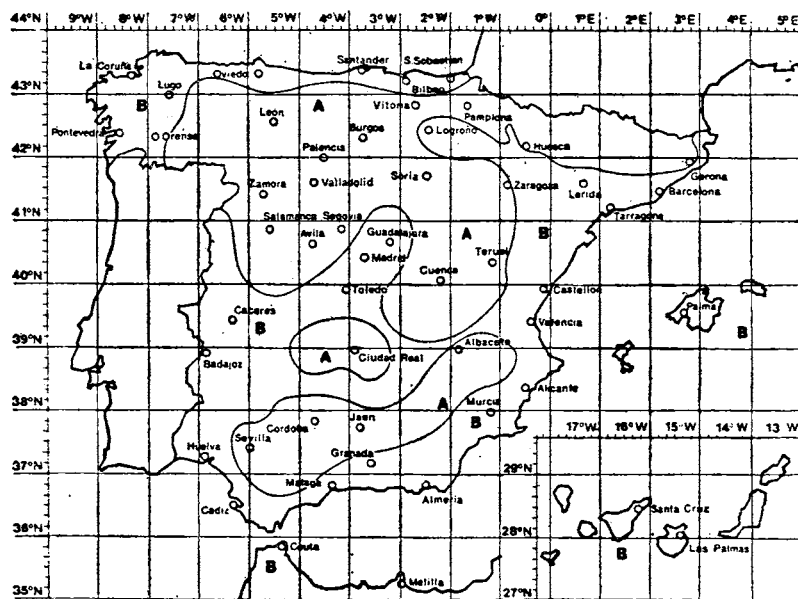 44°N 9°W 8°W 7°W 6°W 5°W 4°W 3°W 2°W 1°W 0° 1°E 2°E 3°E 4°E 5°E
La Coruña Oviedo Santander S. Sebastian
43°N
Lugo Bilbao
B León A Vitoria Pamplona
Pontevedra Orense Burgos Logroño Huesca
42°N
Palencia Gerona
Zamora Valladolid Soria Zaragoza Lerida Barcelona
41°N
Salamanca Segovia Tarragona
Avila Guadalajara A B
Madrid Teruel
40°N
Toledo Cuenca Castellon
Caceres B Valencia Palma B
39°N
Badajoz A Ciudad Real Albacete
Alicante
38°N
A Murcia B
Cordoba Jaen
Sevilla 17°W 16°W 15°W 14°W 13°W
Huelva Granada
37°N 29°N
Malaga Almeria
Cadiz Santa Cruz
36°N 28°N
Ceuta B Las Palmas
B Melilla
35°N 27°N